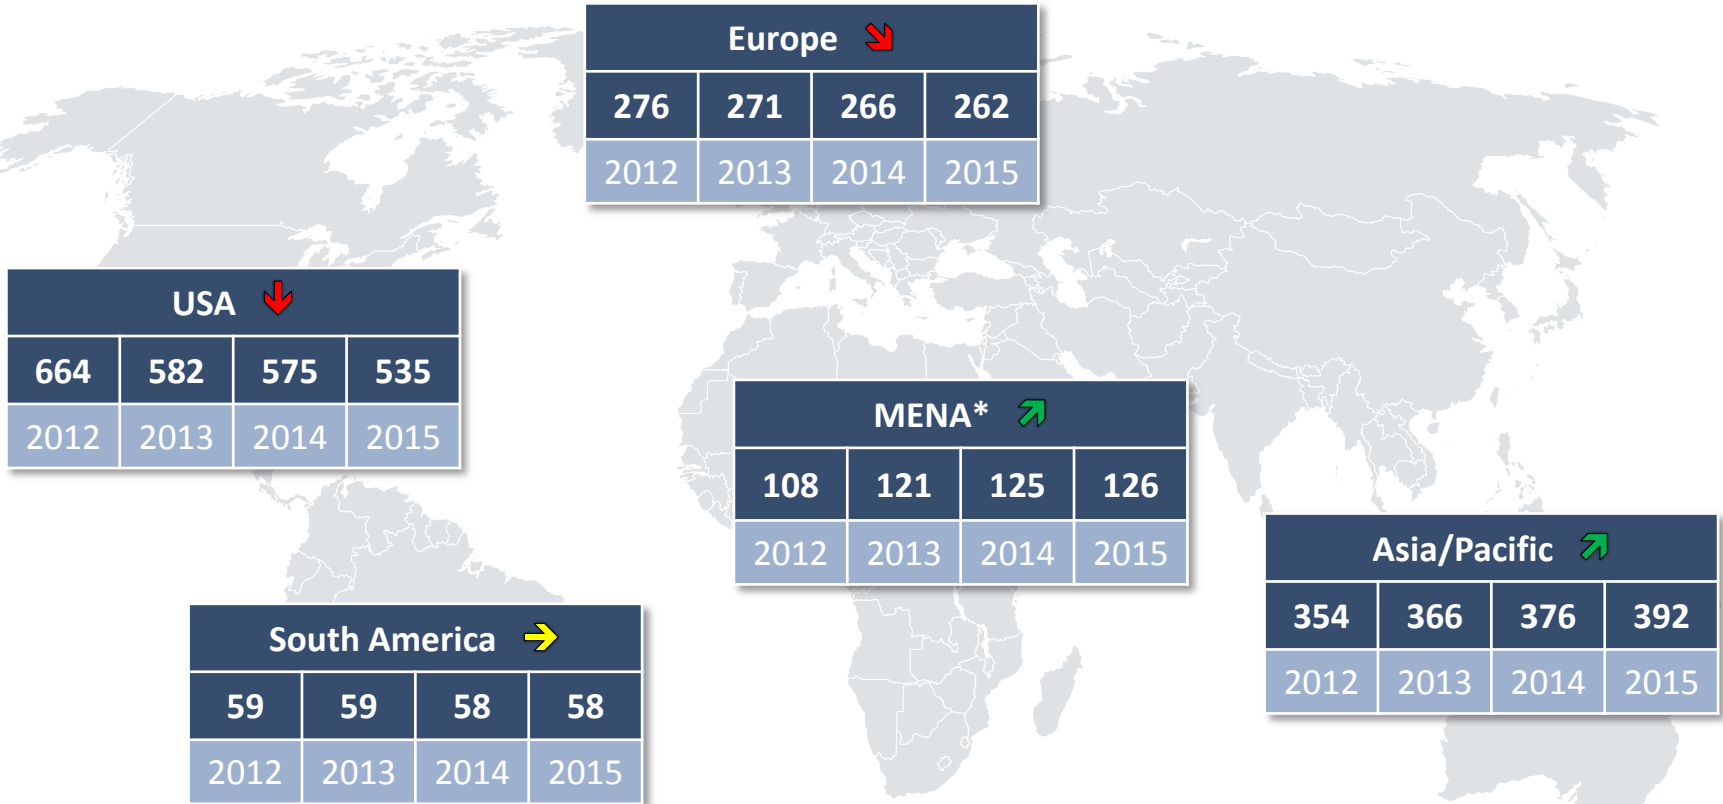 Europe
276 271 266 262
2012 2013 2014 2015
USA
664 582 575 535
2012 2013 2014 2015
MENA*
108 121 125 126
2012 2013 2014 2015
Asia/Pacific
354 366 376 392
2012 2013 2014 2015
South America
59 59 58 58
2012 2013 2014 2015